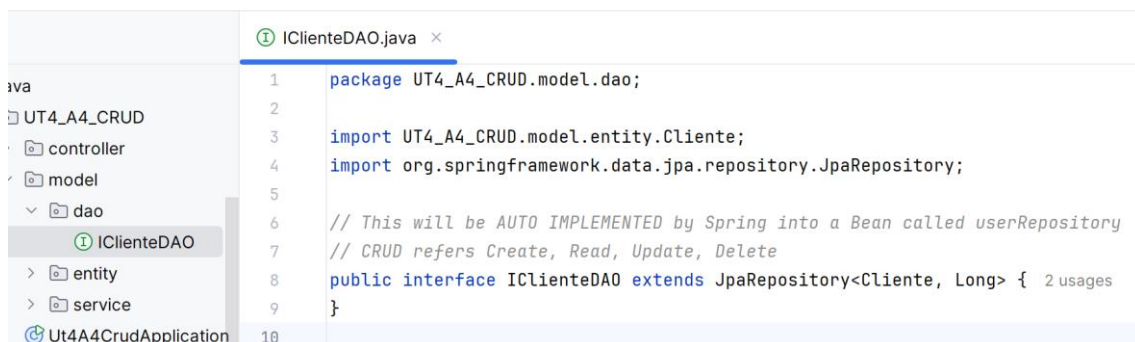 IClienteDAO.java
ava
UT4_A4_CRUD
controller
model
dao
IClienteDAO
entity
service
Ut4A4CrudApplication
1 package UT4_A4_CRUD.model.dao;
2
3 import UT4_A4_CRUD.model.entity.Cliente;
4 import org.springframework.data.jpa.repository.JpaRepository;
5
6 // This will be AUTO IMPLEMENTED by Spring into a Bean called userRepository
7 // CRUD refers Create, Read, Update, Delete
8 public interface IClienteDAO extends JpaRepository<Cliente, Long> { 2 usages
9 }
10